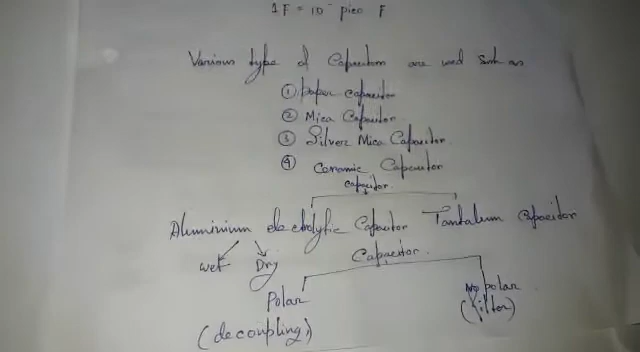 1F = 10⁻ pico F
Various type of Capacitors are used such as
① paper capacitor
② Mica Capacitor.
③ Silver Mica Capacitor.
④ Ceramic Capacitor
capacitor.
Aluminium electrolytic Capacitor Tantalum Capacitor
wet Dry
Capacitor.
Polar polar
(decoupling) (filter)